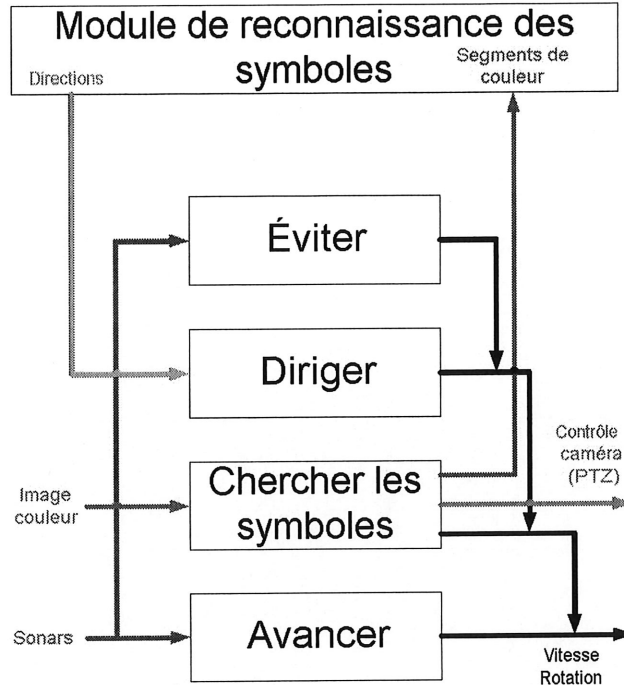 Module de reconnaissance des
symboles
Directions
Segments de
couleur
Éviter
Diriger
Contrôle
caméra
(PTZ)
Chercher les
symboles
Image
couleur
Avancer
Sonars
Vitesse
Rotation